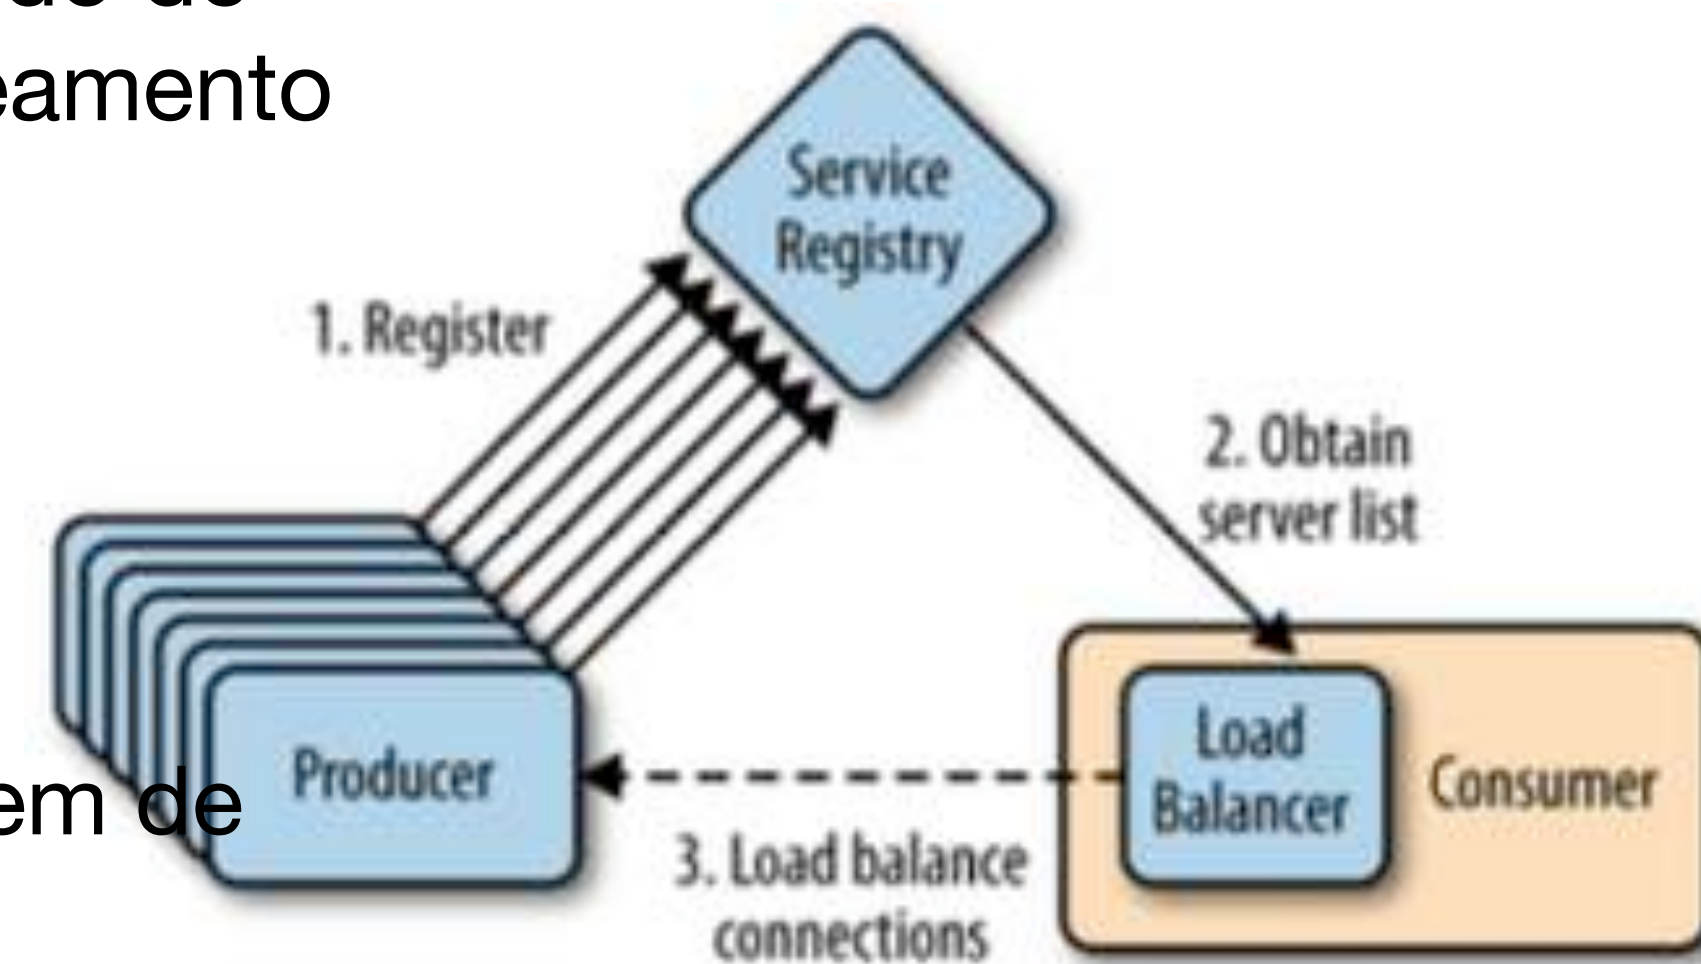 eamento
Service
Registry
1. Register
2. Obtain
server list
Producer
em de
Load
Balancer
Consumer
3. Load balance
connections